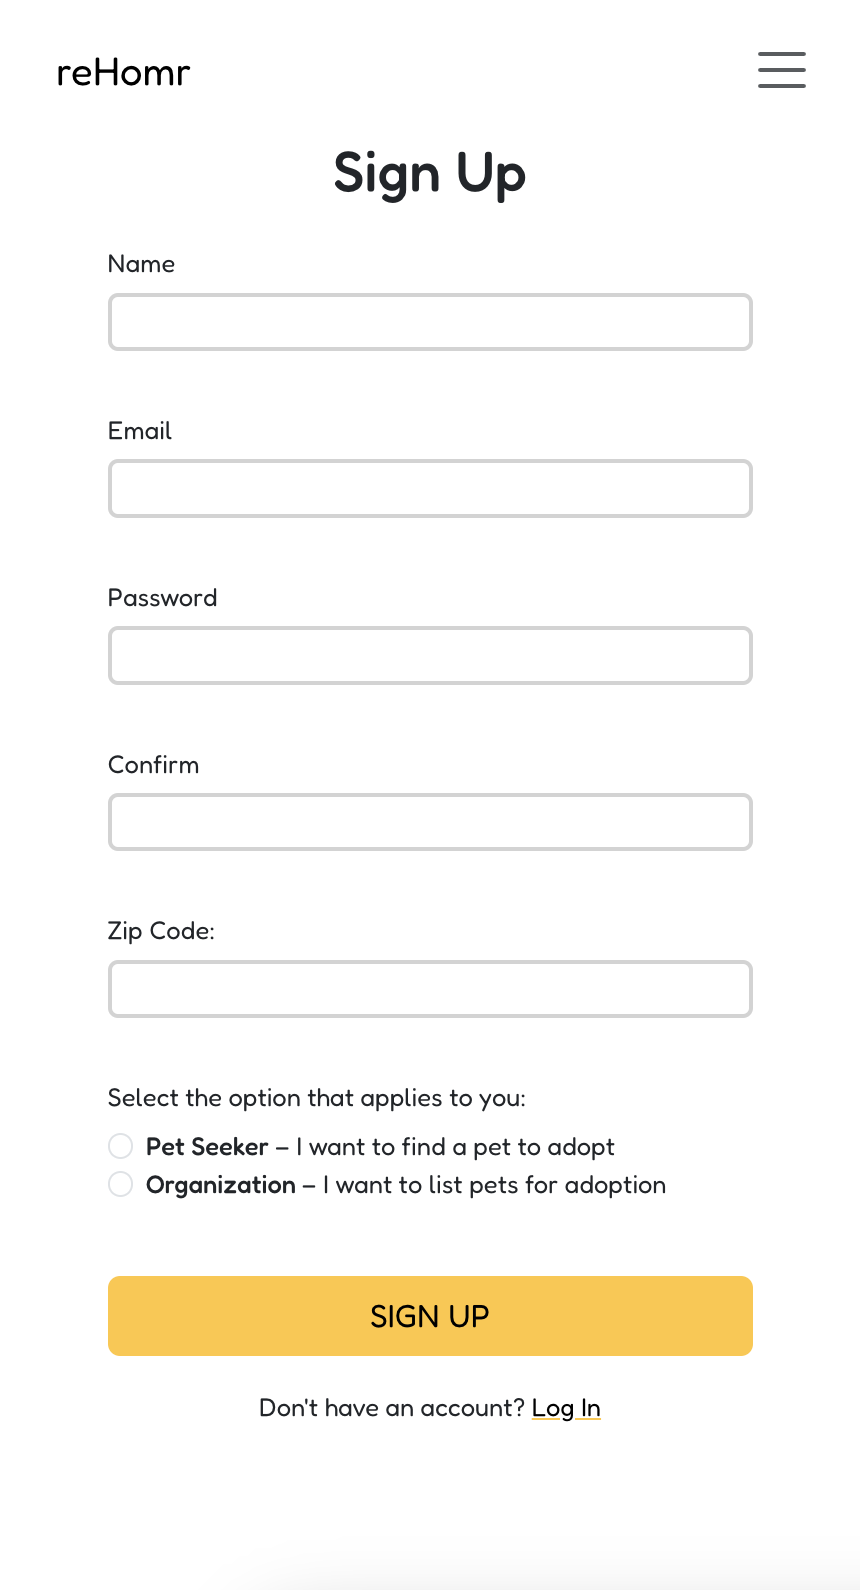 reHomr
Sign Up
Name
Email
Password
Confirm
Zip Code:
Select the option that applies to you:
Pet Seeker – I want to find a pet to adopt
Organization – I want to list pets for adoption
SIGN UP
Don't have an account? Log In